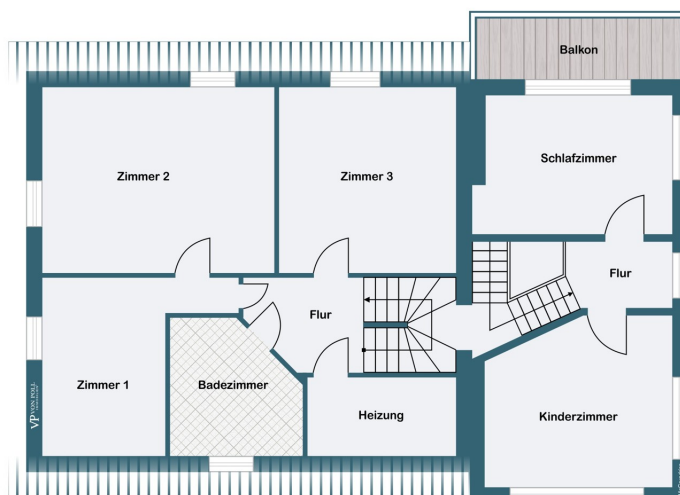 Balkon
Zimmer 2
Zimmer 3
Schlafzimmer
Flur
Flur
Zimmer 1
Badezimmer
Heizung
Kinderzimmer
VP VON POLL